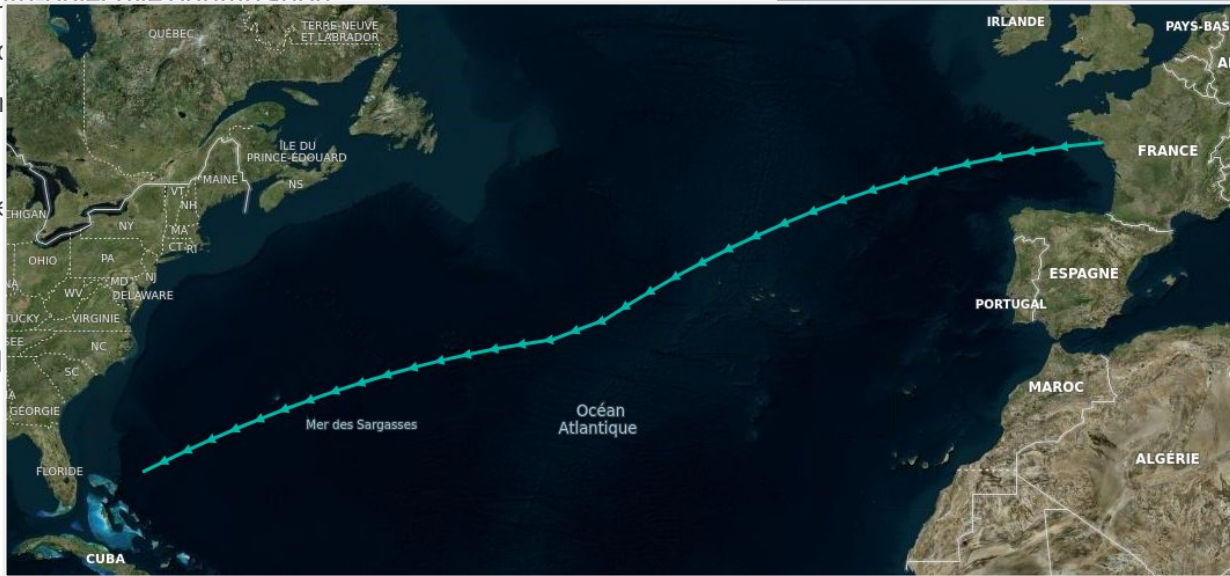 QUÉBEC
TERRE-NEUVE
ET LABRADOR
IRLANDE
PAYS-BAS
ÎLE DU
PRINCE-ÉDOUARD
MAINE
NS
VT
NH
NY
MA
CT
RI
OHIO
PA
NJ
MD
DELAWARE
WV
VIRGINIE
NC
SC
GÉORGIE
FLORIDE
CUBA
Mer des Sargasses
Océan
Atlantique
FRANCE
ESPAGNE
PORTUGAL
MAROC
ALGÉRIE